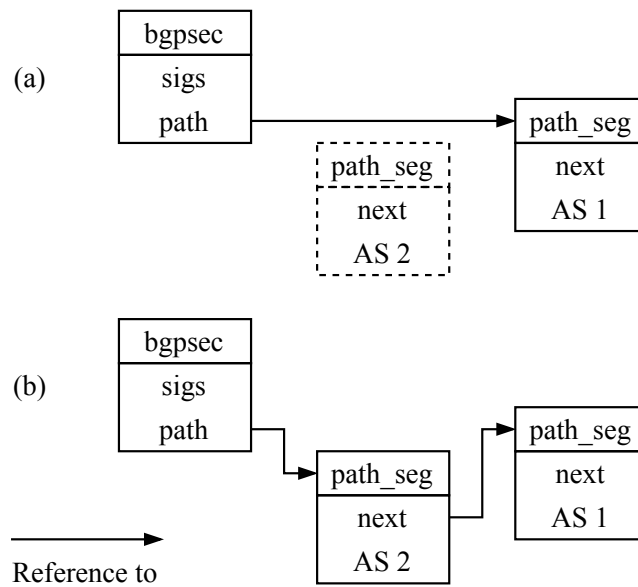 bgpsec
(a)
sigs
path
path_seg
next
AS 1
path_seg
next
AS 2
bgpsec
(b)
sigs
path
path_seg
next
AS 2
path_seg
next
AS 1
Reference to